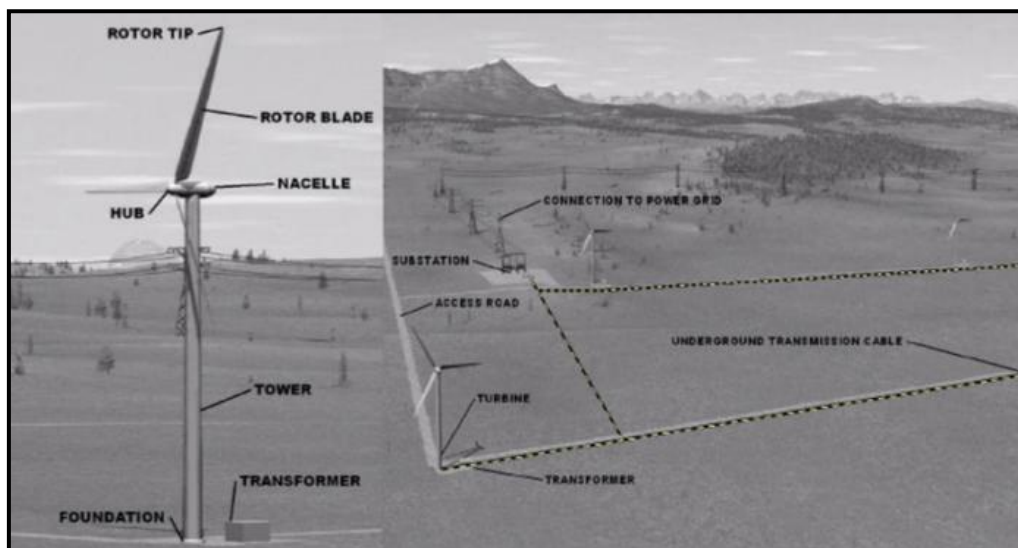 ROTOR TIP
ROTOR BLADE
NACELLE
HUB
TOWER
TRANSFORMER
FOUNDATION
CONNECTION TO POWER GRID
SUBSTATION
ACCESS ROAD
UNDERGROUND TRANSMISSION CABLE
TURBINE
TRANSFORMER